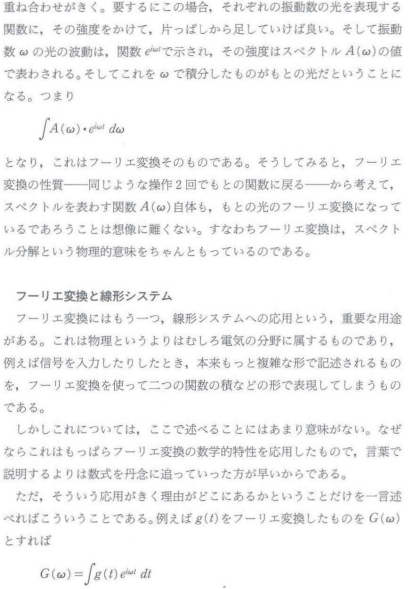 重ね合わせがきく。要するにこの場合，それぞれの振動数の光を表現する
関数に，その強度をかけて，片っぱしから足していけば良い。そして振動
数 ω の光の波動は，関数 e^{iωt}で示され，その強度はスペクトル A(ω)の値
で表わされる。そしてこれを ω で積分したものがもとの光だということに
なる。つまり
∫A(ω)・e^{iωt} dω
となり，これはフーリエ変換そのものである。そうしてみると，フーリエ
変換の性質――同じような操作2回でもとの関数に戻る――から考えて，
スペクトルを表わす関数 A(ω)自体も，もとの光のフーリエ変換になって
いるであろうことは想像に難くない。すなわちフーリエ変換は，スペクト
ル分解という物理的意味をちゃんともっているのである。
フーリエ変換と線形システム
フーリエ変換にはもう一つ，線形システムへの応用という，重要な用途
がある。これは物理というよりはむしろ電気の分野に属するものであり，
例えば信号を入力したりしたとき，本来もっと複雑な形で記述されるもの
を，フーリエ変換を使って二つの関数の積などの形で表現してしまうもの
である。
しかしこれについては，ここで述べることにはあまり意味がない。なぜ
ならこれはもっぱらフーリエ変換の数学的特性を応用したもので，言葉で
説明するよりは数式を丹念に追っていった方が早いからである。
ただ，そういう応用がきく理由がどこにあるかということだけを一言述
べればこういうことである。例えば g(t)をフーリエ変換したものを G(ω)
とすれば
G(ω)=∫g(t) e^{iωt} dt